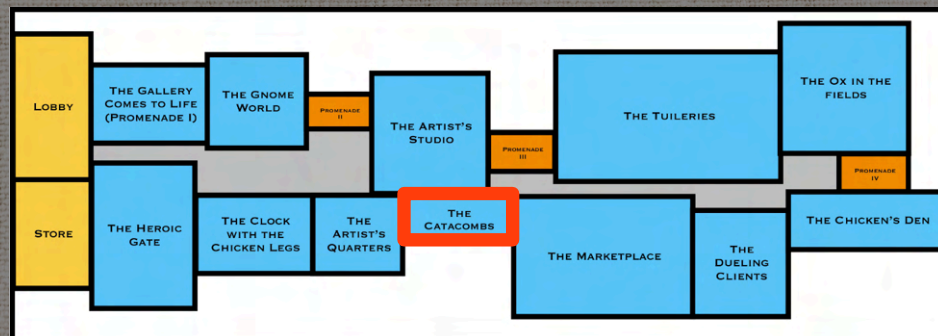 Lobby
The Gallery
Comes to Life
(Promenade I)
The Gnome
World
Promenade
II
The Artist's
Studio
Promenade
III
The Tuileries
The Ox in the
fields
Promenade
IV
Store
The Heroic
Gate
The Clock
with the
Chicken Legs
The
Artist's
Quarters
The
Catacombs
The Marketplace
The
Dueling
Clients
The Chicken's Den